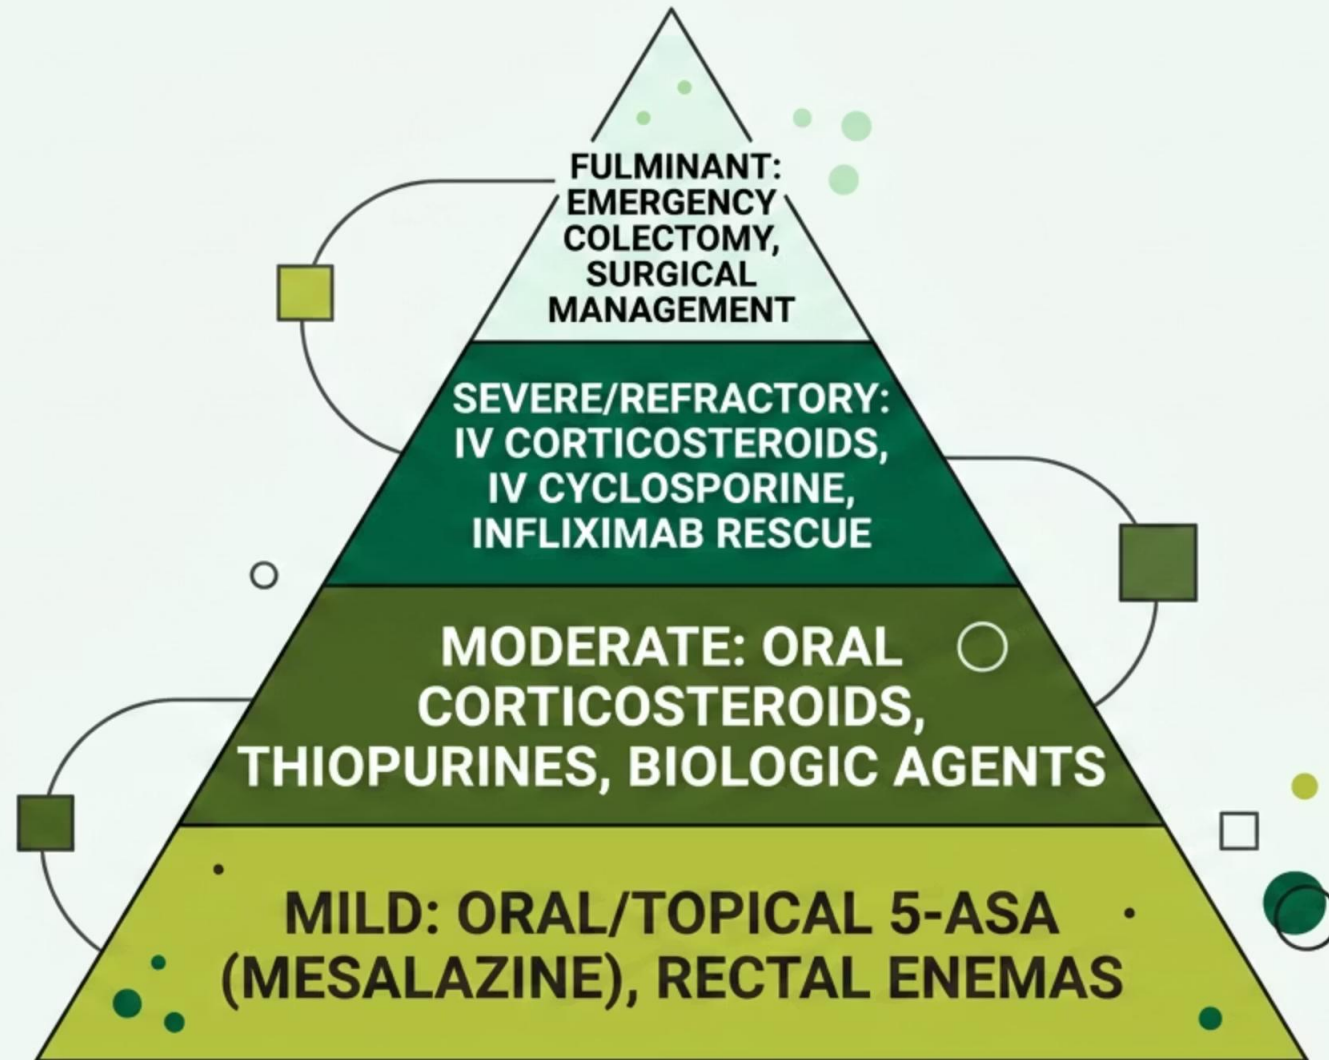 FULMINANT:
EMERGENCY
COLECTOMY,
SURGICAL
MANAGEMENT
SEVERE/REFRACTORY:
IV CORTICOSTEROIDS,
IV CYCLOSPORINE,
INFLIXIMAB RESCUE
MODERATE: ORAL
CORTICOSTEROIDS,
THIOPURINES, BIOLOGIC AGENTS
MILD: ORAL/TOPICAL 5-ASA
(MESALAZINE), RECTAL ENEMAS